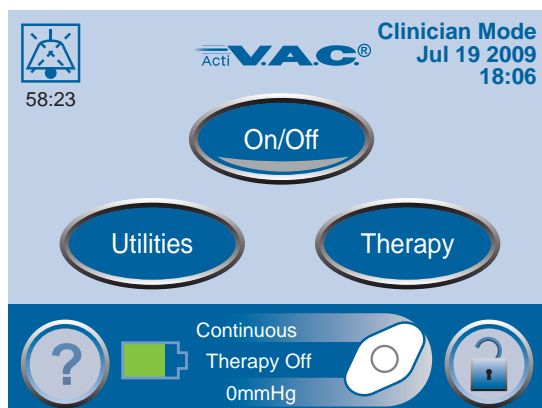 Clinician Mode
Acti V.A.C.® Jul 19 2009
18:06
58:23
On/Off
Utilities Therapy
Continuous
? Therapy Off
0mmHg